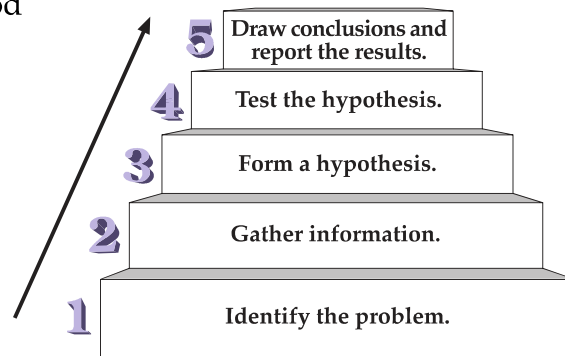 od
5 Draw conclusions and
report the results.
4 Test the hypothesis.
3 Form a hypothesis.
2 Gather information.
1 Identify the problem.